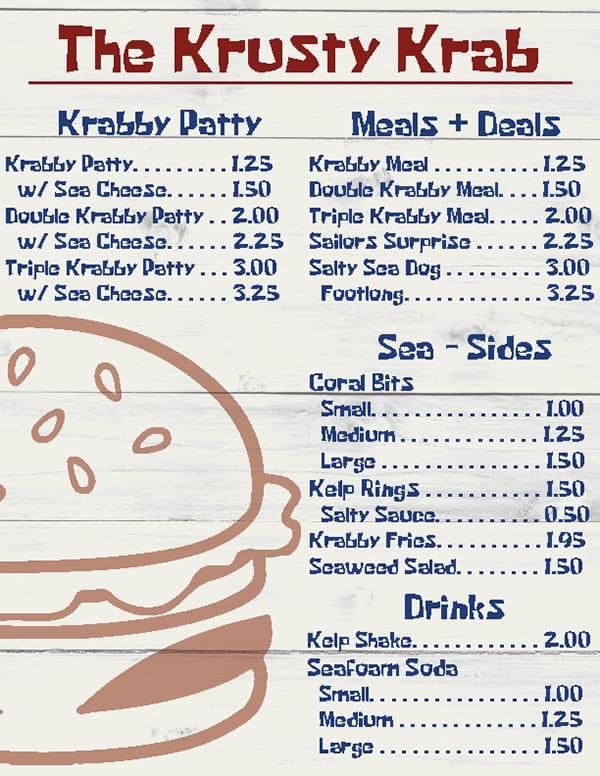 The Krusty Krab
Krabby Patty
Krabby Patty.........1.25
w/ Sea Cheese......1.50
Double Krabby Patty..2.00
w/ Sea Cheese......2.25
Triple Krabby Patty...3.00
w/ Sea Cheese......3.25
Meals + Deals
Krabby Meal..........1.25
Double Krabby Meal....1.50
Triple Krabby Meal.....2.00
Sailors Surprise......2.25
Salty Sea Dog.........3.00
Footlong.............3.25
Sea - Sides
Coral Bits
Small................1.00
Medium.............1.25
Large...............1.50
Kelp Rings..........1.50
Salty Sauce.........0.50
Krabby Fries.........1.95
Seaweed Salad........1.50
Drinks
Kelp Shake............2.00
Seafoam Soda
Small................1.00
Medium.............1.25
Large...............1.50